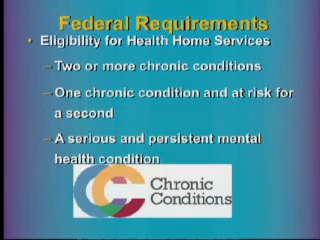 Federal Requirements
• Eligibility for Health Home Services
– Two or more chronic conditions
– One chronic condition and at risk for
a second
– A serious and persistent mental
health condition
Chronic
Conditions